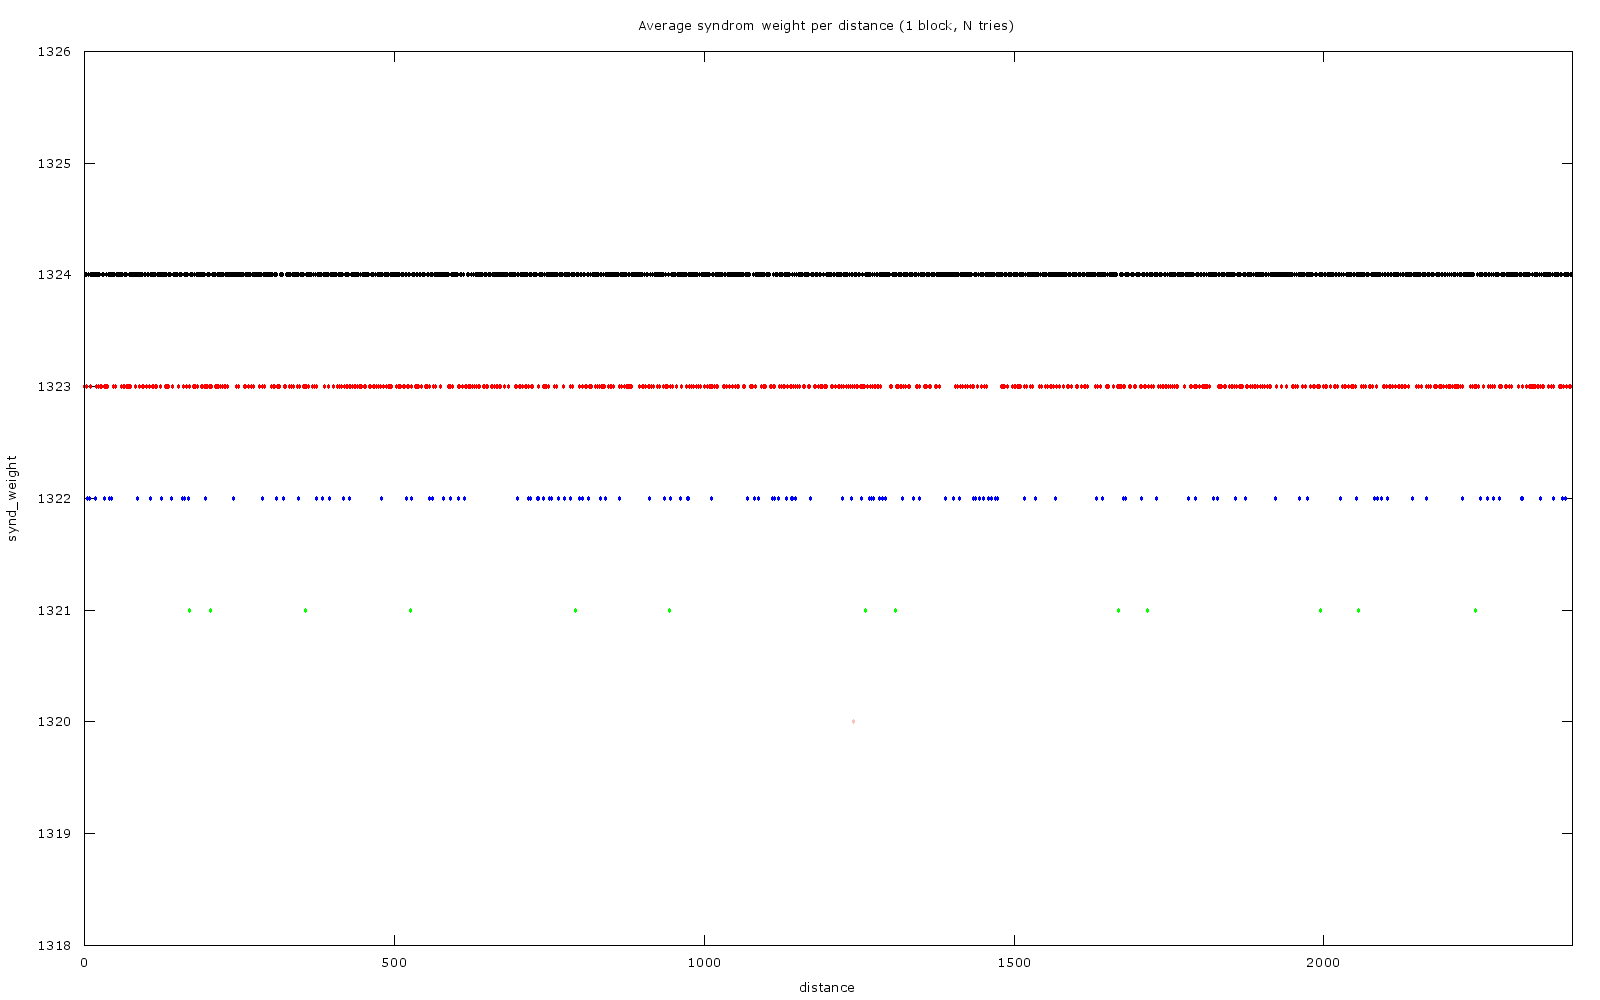 Average syndrom weight per distance (1 block, N tries)
1326
1325
1324
1323
1322
1321
1320
1319
1318
synd_weight
0 500 1000 1500 2000
distance